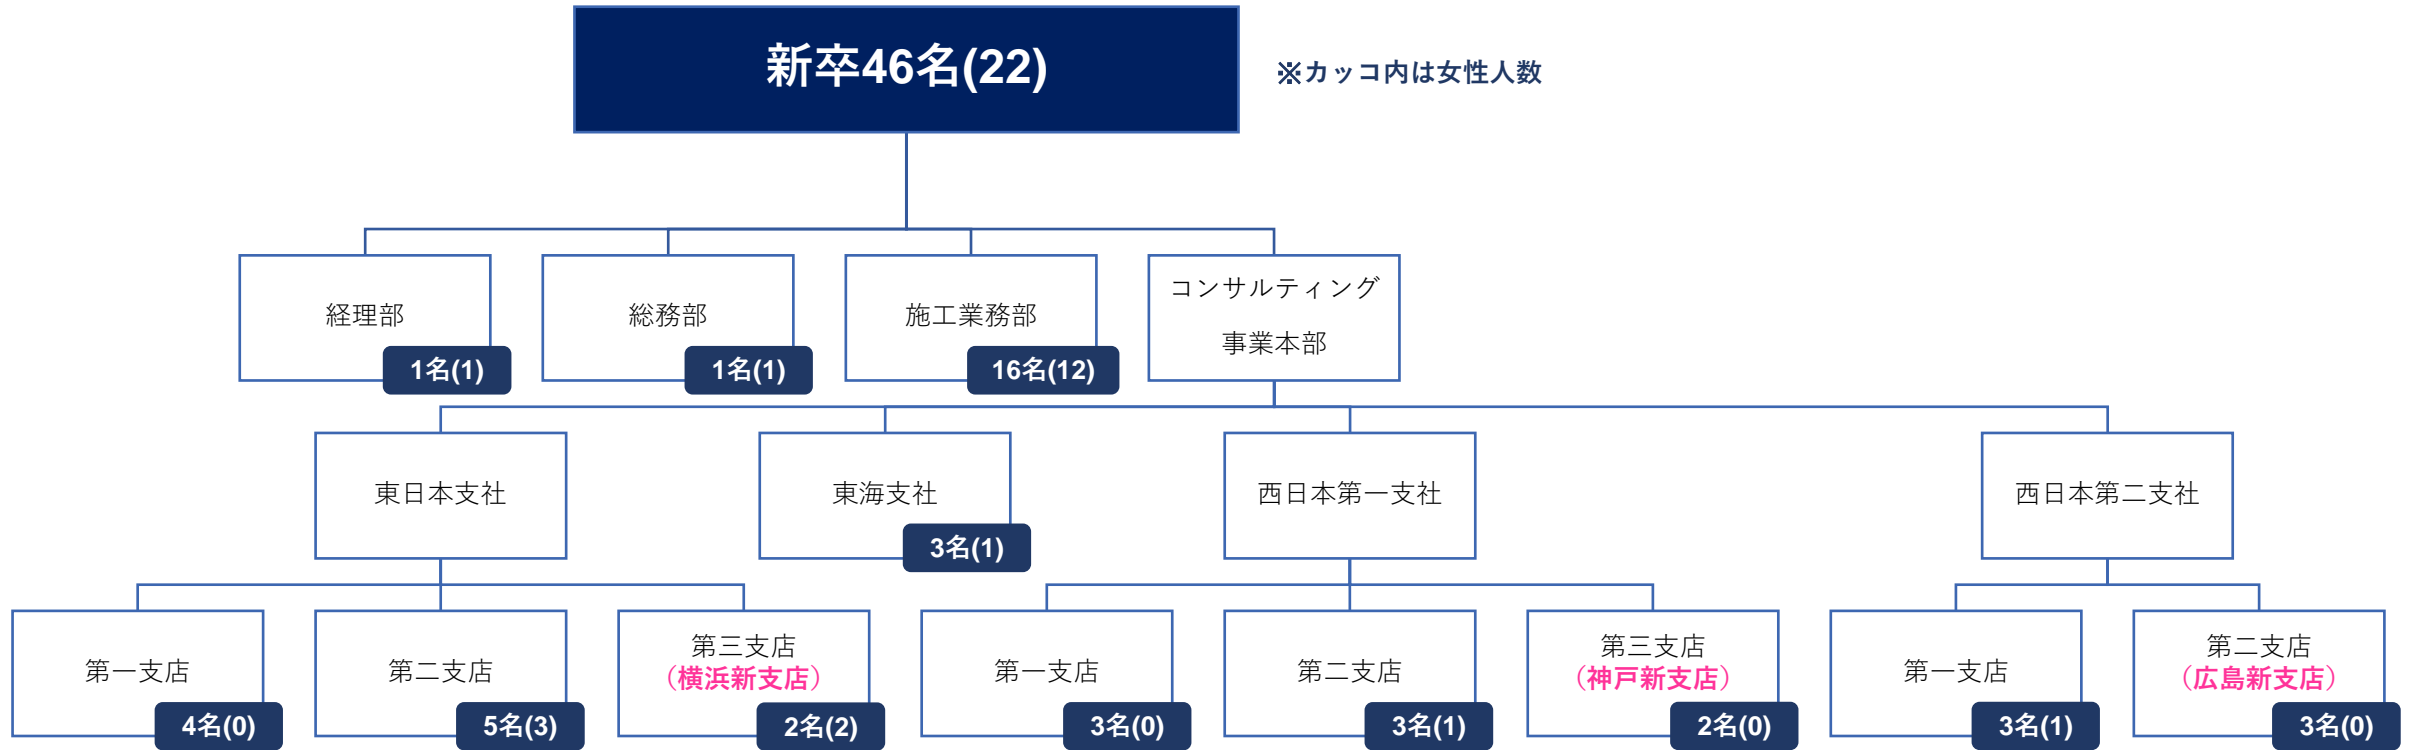 新卒46名(22)
※カッコ内は女性人数
経理部
1名(1)
総務部
1名(1)
施工業務部
16名(12)
コンサルティング
事業本部
東日本支社
東海支社
3名(1)
西日本第一支社
西日本第二支社
第一支店
4名(0)
第二支店
5名(3)
第三支店
（横浜新支店）
2名(2)
第一支店
3名(0)
第二支店
3名(1)
第三支店
（神戸新支店）
2名(0)
第一支店
3名(1)
第二支店
（広島新支店）
3名(0)